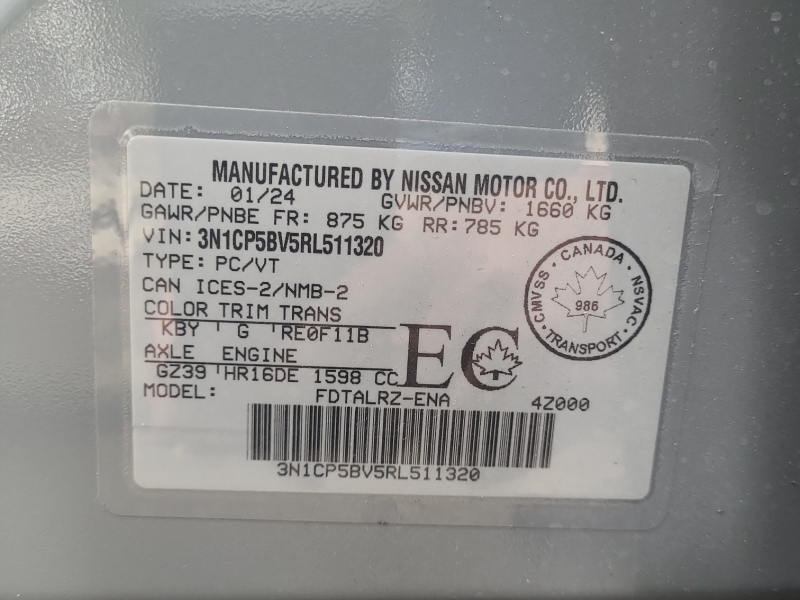 MANUFACTURED BY NISSAN MOTOR CO., LTD.
DATE: 01/24 GVWR/PNBV: 1660 KG
GAWR/PNBE FR: 875 KG RR: 785 KG
VIN: 3N1CP5BV5RL511320
TYPE: PC/VT
CAN ICES-2/NMB-2
COLOR TRIM TRANS
KBY G RE0F11B
AXLE ENGINE
GZ39 HR16DE 1598 CC
EC
CANADA
CMVSS · NSVAC
986
TRANSPORT
MODEL: FDTALRZ-ENA 4Z000
3N1CP5BV5RL511320